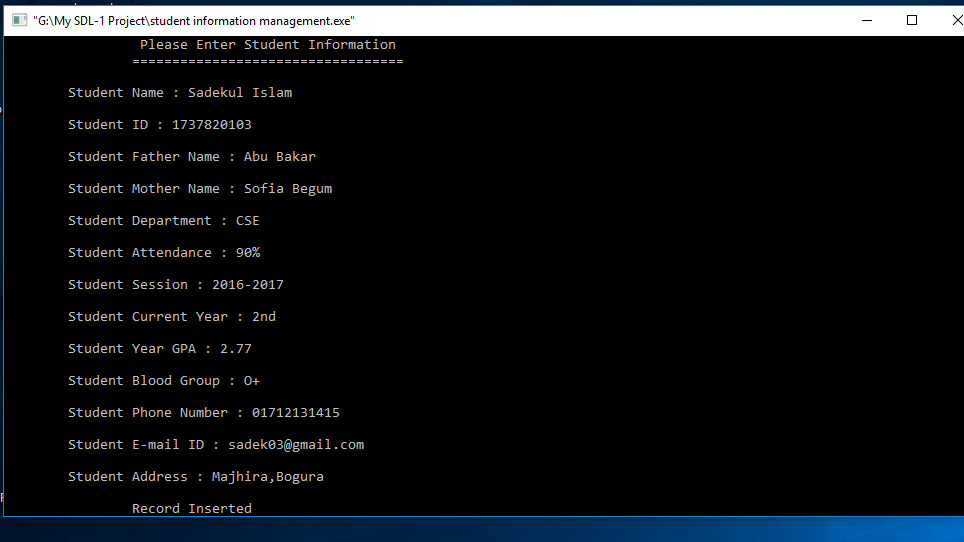 "G:\My SDL-1 Project\student information management.exe"
Please Enter Student Information
==================================
Student Name : Sadekul Islam
Student ID : 1737820103
Student Father Name : Abu Bakar
Student Mother Name : Sofia Begum
Student Department : CSE
Student Attendance : 90%
Student Session : 2016-2017
Student Current Year : 2nd
Student Year GPA : 2.77
Student Blood Group : O+
Student Phone Number : 01712131415
Student E-mail ID : sadek03@gmail.com
Student Address : Majhira,Bogura
Record Inserted